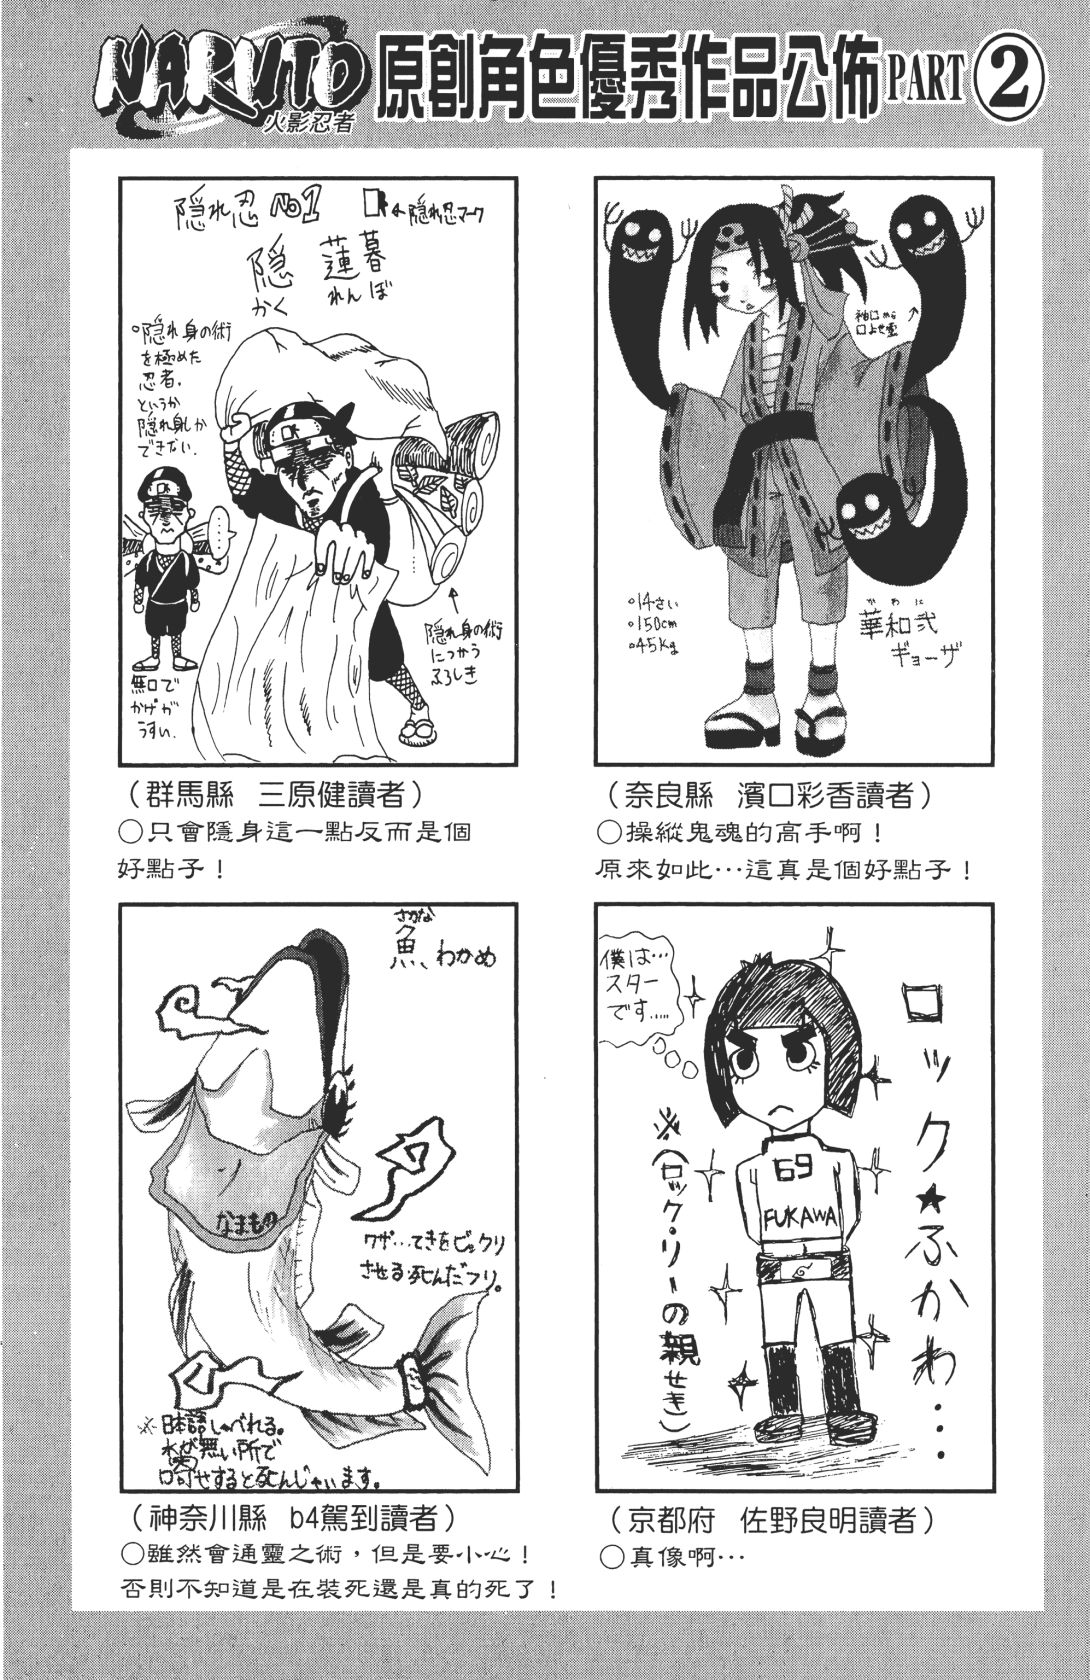 NARUTO
火影忍者
原創角色優秀作品公佈PART②
隠れ忍 No1
←隠れ忍マーク
隠 蓮暮
かく れんぼ
◦隠れ身の術
を極めた
忍者。
というか
隠れ身しか
できない.
......
無口で
かげが
うすい.
隠れ身の術
につかう
ふろしき
(群馬縣 三原健讀者)
○只會隱身這一點反而是個
好點子!
袖口から
口よせ霊
◦14さい
◦150cm
◦45kg
かわに
華和弐
ギョーザ
(奈良縣 濱口彩香讀者)
○操縱鬼魂的高手啊!
原來如此…這真是個好點子!
さかな
魚、わかめ
なまもの
ワザ…てきをビックリ
させる死んだフリ。
※日本語しゃべれる。
水が無い所で
口寄せすると死んじゃいます。
(神奈川縣 b4駕到讀者)
○雖然會通靈之術,但是要小心!
否則不知道是在裝死還是真的死了!
僕は…
スター
です.....
ロック★ふかわ...
※(ロック・リーの親せき)
69
FUKAWA
(京都府 佐野良明讀者)
○真像啊…